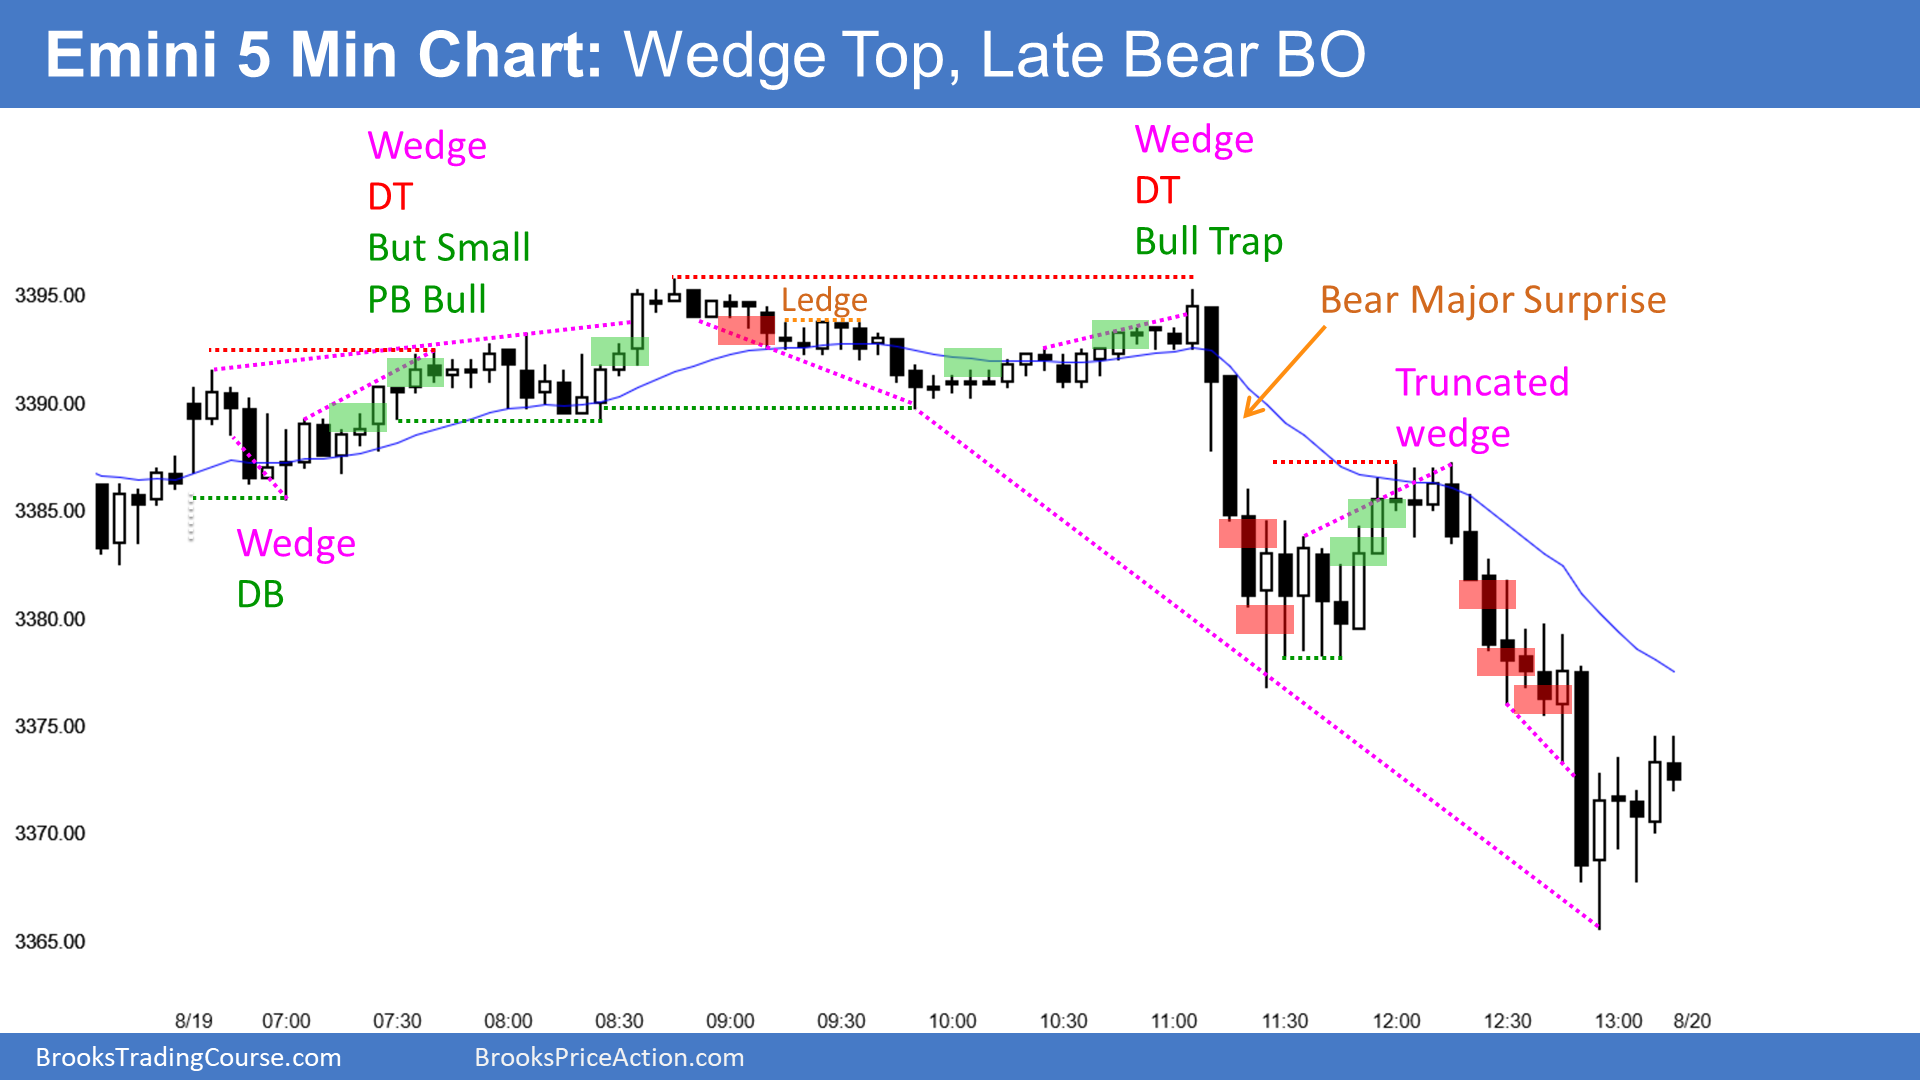 Emini 5 Min Chart: Wedge Top, Late Bear BO
Wedge
DT
But Small
PB Bull
Wedge
DT
Bull Trap
Ledge
Bear Major Surprise
Truncated
wedge
Wedge
DB
3395.00
3390.00
3385.00
3380.00
3375.00
3370.00
3365.00
8/19 07:00 07:30 08:00 08:30 09:00 09:30 10:00 10:30 11:00 11:30 12:00 12:30 13:00 8/20
BrooksTradingCourse.com BrooksPriceAction.com